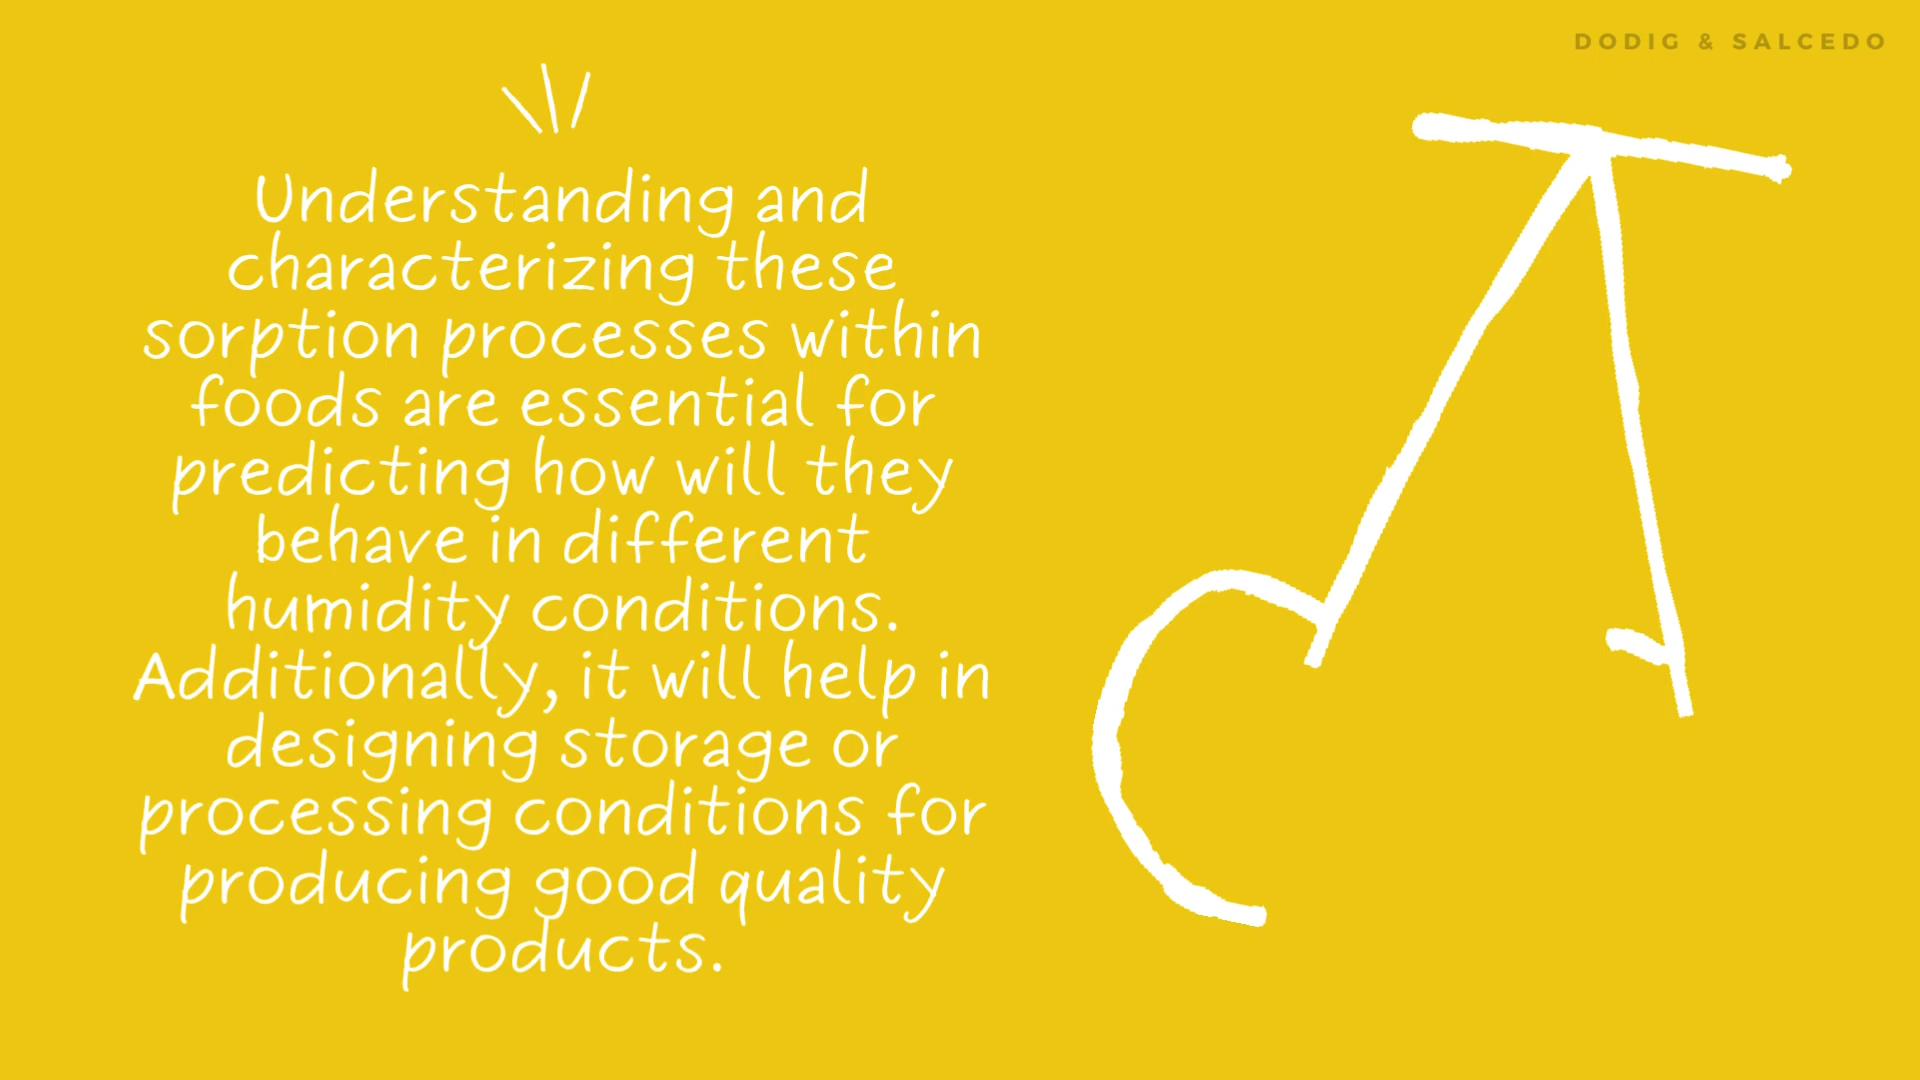 DODIG & SALCEDO
Understanding and
characterizing these
sorption processes within
foods are essential for
predicting how will they
behave in different
humidity conditions.
Additionally, it will help in
designing storage or
processing conditions for
producing good quality
products.